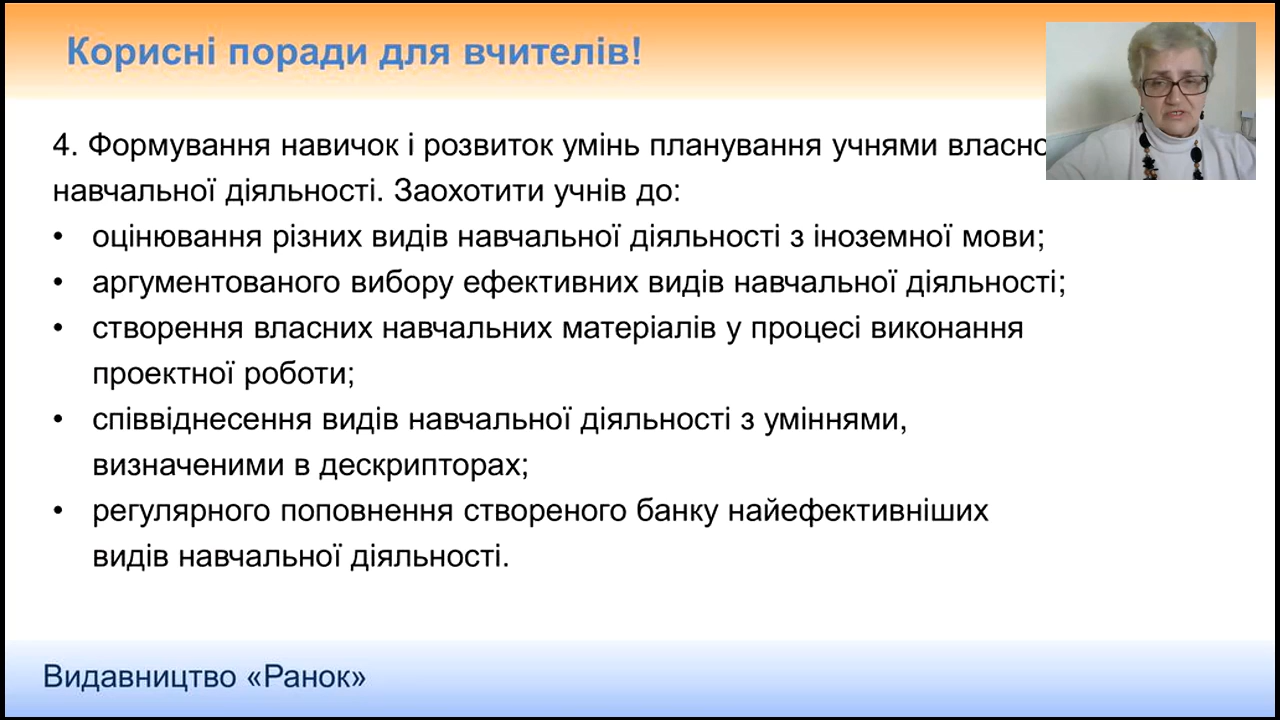 Корисні поради для вчителів!
4. Формування навичок і розвиток умінь планування учнями
навчальної діяльності. Заохотити учнів до:
• оцінювання різних видів навчальної діяльності з іноземної мови;
• аргументованого вибору ефективних видів навчальної діяльності;
• створення власних навчальних матеріалів у процесі виконання
проектної роботи;
• співвіднесення видів навчальної діяльності з уміннями,
визначеними в дескрипторах;
• регулярного поповнення створеного банку найефективніших
видів навчальної діяльності.
Видавництво «Ранок»